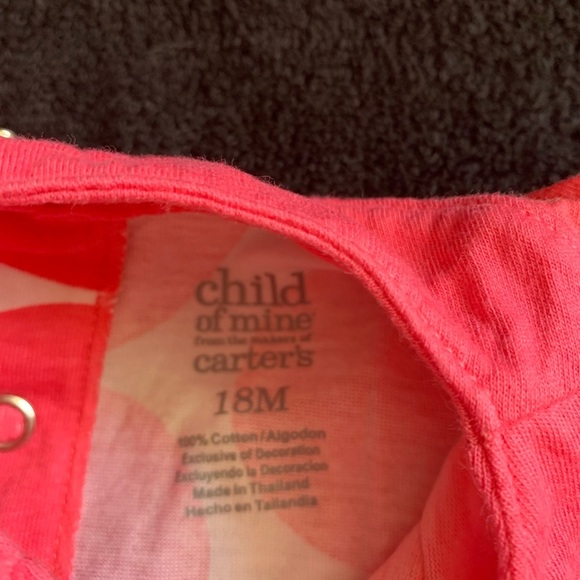 child
of mine
from the makers of
carter's
18M
100% Cotton/Algodon
Exclusive of Decoration
Excluyendo la Decoracion
Made in Thailand
Hecho en Tailandia